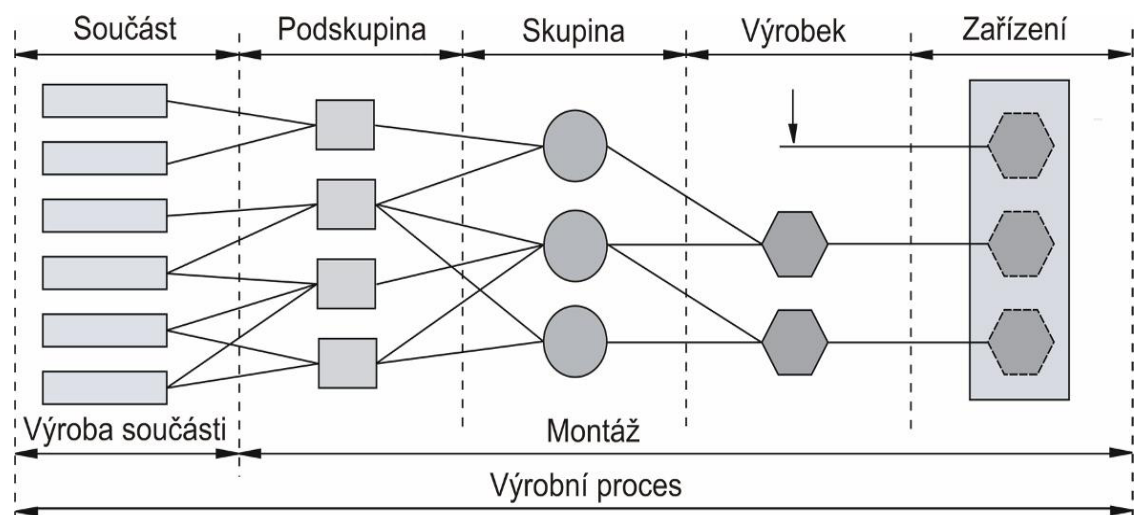 Součást
Podskupina
Skupina
Výrobek
Zařízení
Výroba součásti
Montáž
Výrobní proces